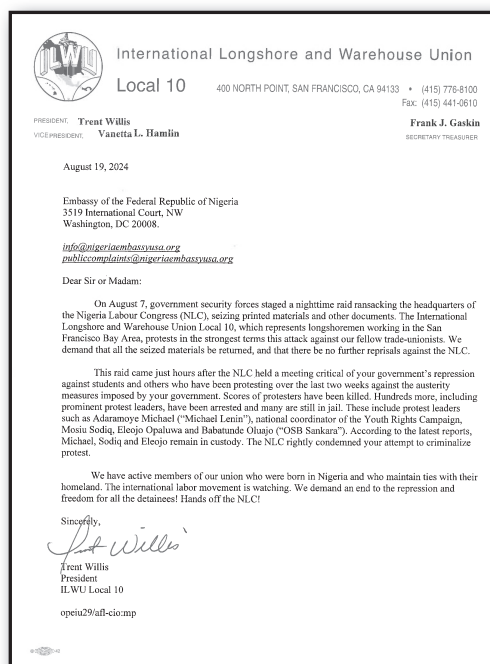 ILWU
International Longshore and Warehouse Union
Local 10
400 NORTH POINT, SAN FRANCISCO, CA 94133 • (415) 776-8100
Fax: (415) 441-0610
PRESIDENT, Trent Willis
VICE PRESIDENT, Vanetta L. Hamlin
Frank J. Gaskin
SECRETARY TREASURER
August 19, 2024
Embassy of the Federal Republic of Nigeria
3519 International Court, NW
Washington, DC 20008.
info@nigeriaembassyusa.org
publiccomplaints@nigeriaembassyusa.org
Dear Sir or Madam:
On August 7, government security forces staged a nighttime raid ransacking the headquarters of
the Nigeria Labour Congress (NLC), seizing printed materials and other documents. The International
Longshore and Warehouse Union Local 10, which represents longshoremen working in the San
Francisco Bay Area, protests in the strongest terms this attack against our fellow trade-unionists. We
demand that all the seized materials be returned, and that there be no further reprisals against the NLC.
This raid came just hours after the NLC held a meeting critical of your government's repression
against students and others who have been protesting over the last two weeks against the austerity
measures imposed by your government. Scores of protesters have been killed. Hundreds more, including
prominent protest leaders, have been arrested and many are still in jail. These include protest leaders
such as Adaramoye Michael ("Michael Lenin"), national coordinator of the Youth Rights Campaign,
Mosiu Sodiq, Eleojo Opaluwa and Babatunde Oluajo ("OSB Sankara"). According to the latest reports,
Michael, Sodiq and Eleojo remain in custody. The NLC rightly condemned your attempt to criminalize
protest.
We have active members of our union who were born in Nigeria and who maintain ties with their
homeland. The international labor movement is watching. We demand an end to the repression and
freedom for all the detainees! Hands off the NLC!
Sincerely,
Trent Willis
Trent Willis
President
ILWU Local 10
opeiu29/afl-cio:mp